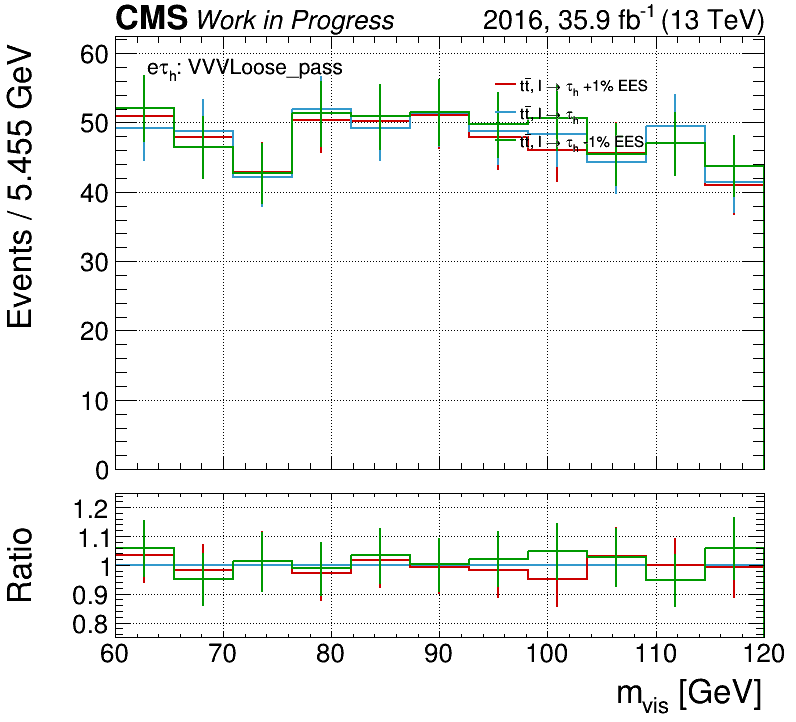 CMS Work in Progress 2016, 35.9 fb⁻¹ (13 TeV)
eτₕ: VVVLoose_pass
tt̄, l → τₕ +1% EES
tt̄, l → τₕ
tt̄, l → τₕ -1% EES
Events / 5.455 GeV
60
50
40
30
20
10
0
Ratio
1.2
1.1
1
0.9
0.8
60 70 80 90 100 110 120
m_vis [GeV]